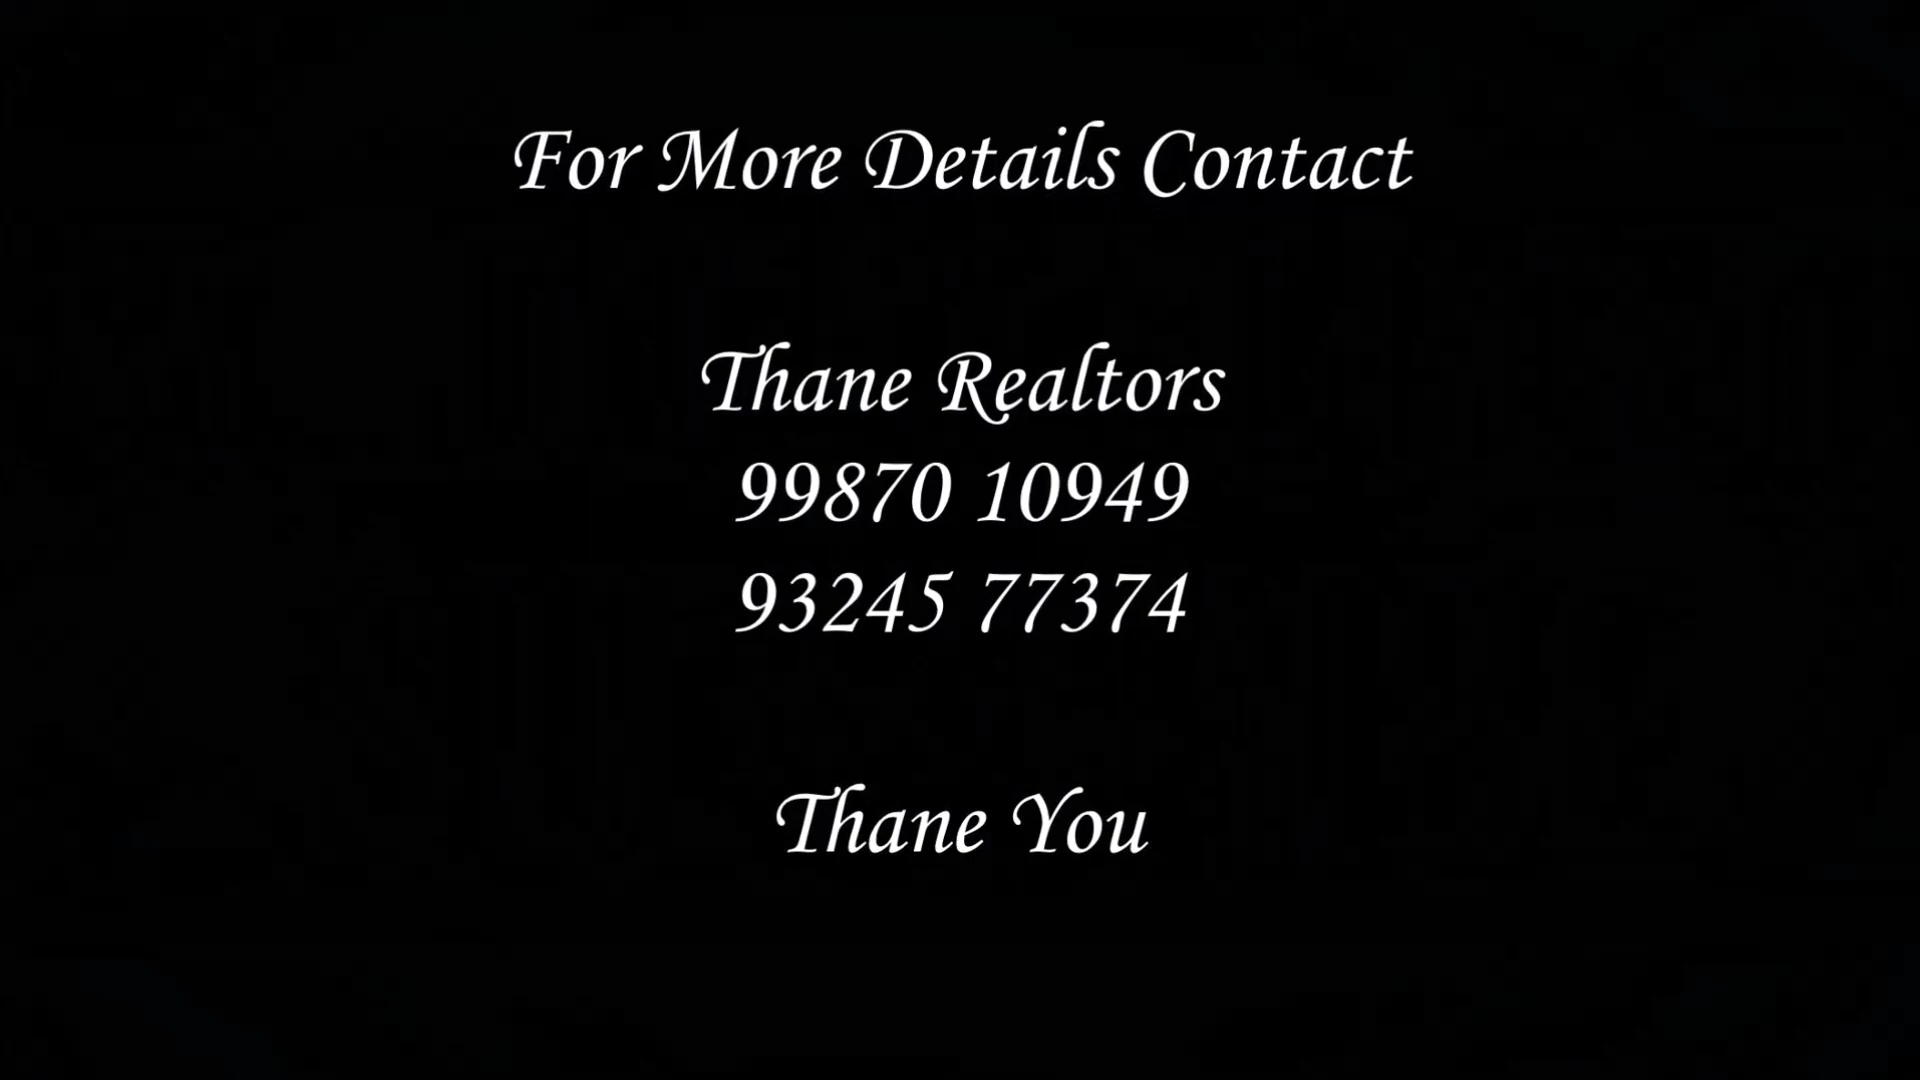 For More Details Contact
Thane Realtors
99870 10949
93245 77374
Thane You